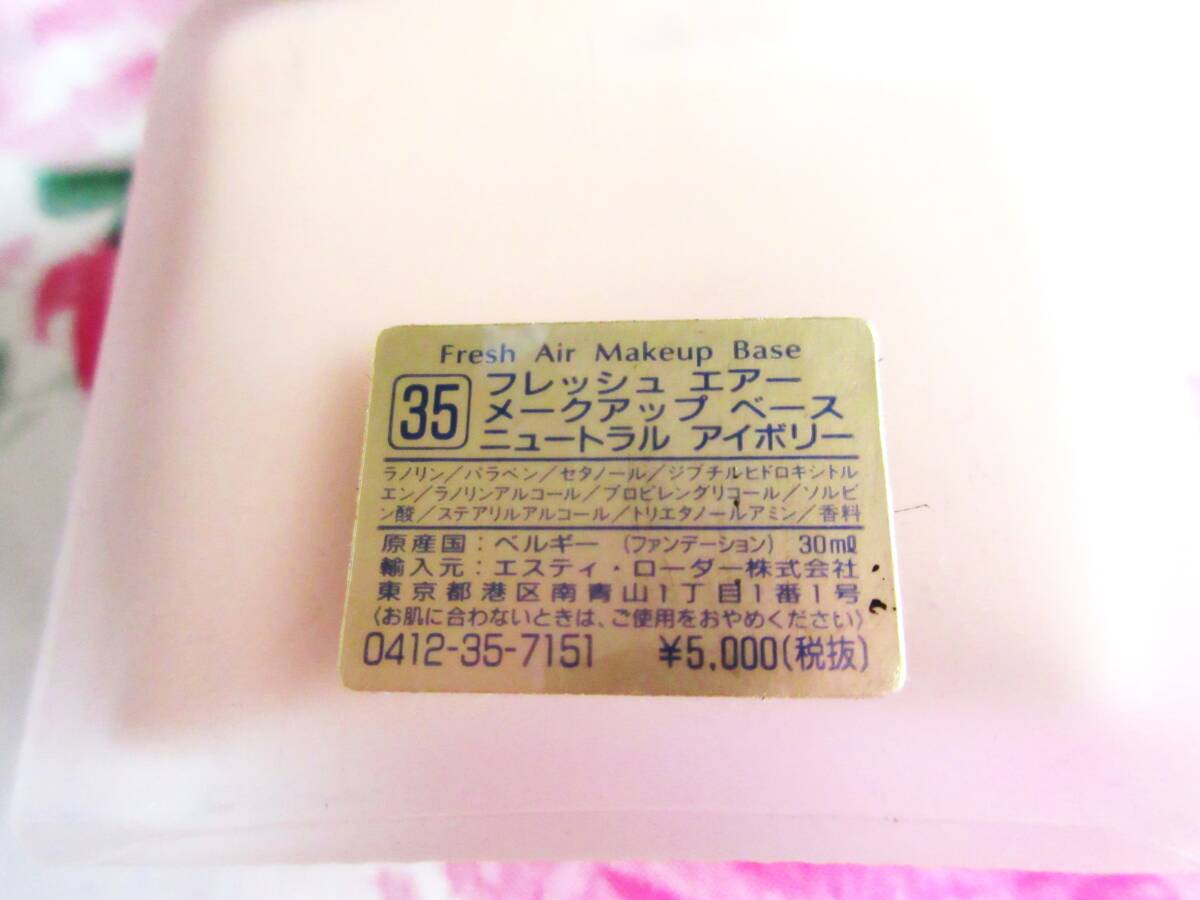 Fresh Air Makeup Base
35 フレッシュ エアー
メークアップ ベース
ニュートラル アイボリー
ラノリン/パラベン/セタノール/ジブチルヒドロキシトル
エン/ラノリンアルコール/プロピレングリコール/ソルビ
ン酸/ステアリルアルコール/トリエタノールアミン/香料
原産国:ベルギー (ファンデーション) 30mℓ
輸入元:エスティ・ローダー株式会社
東京都港区南青山1丁目1番1号
〈お肌に合わないときは、ご使用をおやめください〉
0412-35-7151 ¥5,000(税抜)